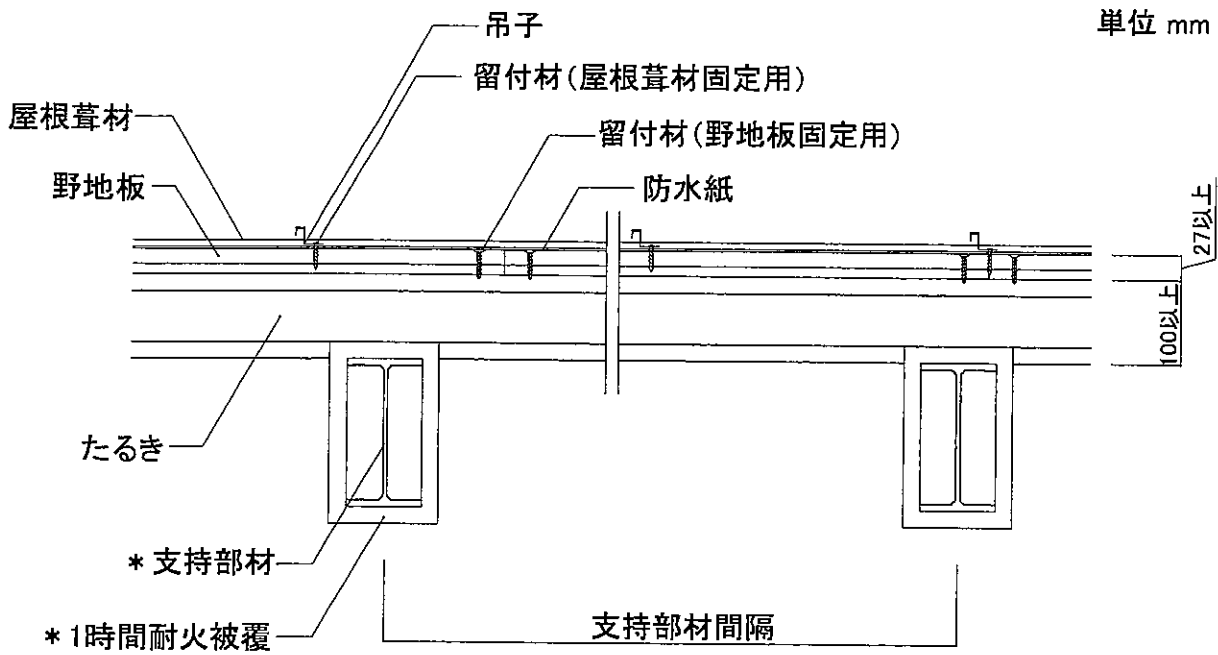 単位 mm
吊子
留付材(屋根葺材固定用)
屋根葺材
留付材(野地板固定用)
野地板
防水紙
27以上
100以上
たるき
*支持部材
*1時間耐火被覆
支持部材間隔